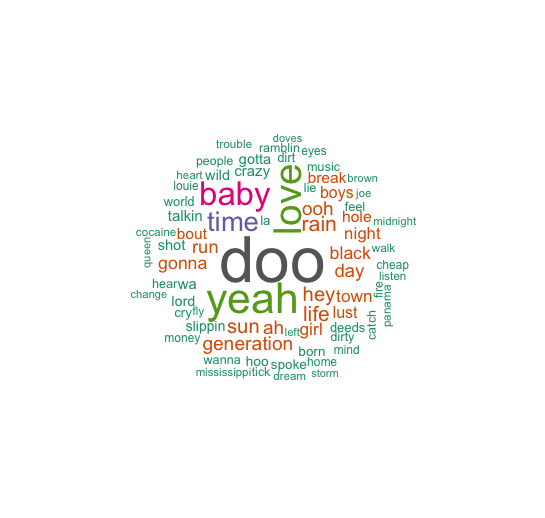 doves
trouble
ramblin
eyes
people
gotta
dirt
music
heart
wild
crazy
love
lie
break
brown
louie
baby
boys
joe
world
ooh
feel
talkin
time
la
rain
hole
midnight
cocaine
bout
night
queen
shot
run
doo
black
walk
gonna
day
cheap
listen
hear
wa
yeah
hey
town
fire
panama
change
lord
life
lust
cry
fly
slippin
sun
ah
left
girl
deeds
catch
money
generation
dirty
born
mind
wanna
hoo
spoke
home
mississippi
tick
dream
storm